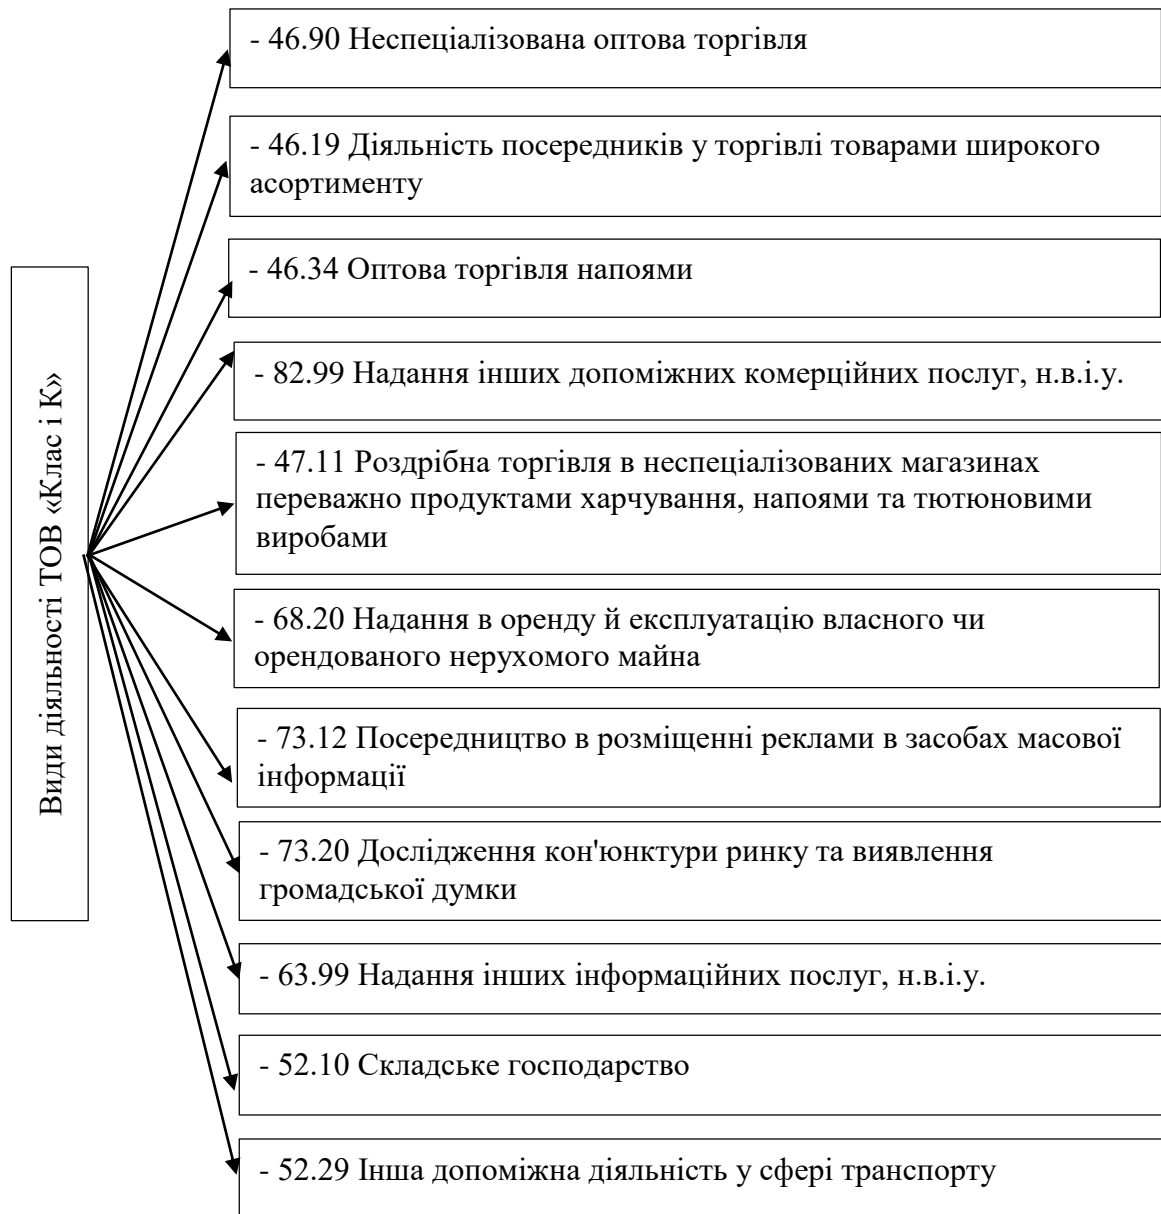 Види діяльності ТОВ «Клас і К»
- 46.90 Неспеціалізована оптова торгівля
- 46.19 Діяльність посередників у торгівлі товарами широкого
асортименту
- 46.34 Оптова торгівля напоями
- 82.99 Надання інших допоміжних комерційних послуг, н.в.і.у.
- 47.11 Роздрібна торгівля в неспеціалізованих магазинах
переважно продуктами харчування, напоями та тютюновими
виробами
- 68.20 Надання в оренду й експлуатацію власного чи
орендованого нерухомого майна
- 73.12 Посередництво в розміщенні реклами в засобах масової
інформації
- 73.20 Дослідження кон'юнктури ринку та виявлення
громадської думки
- 63.99 Надання інших інформаційних послуг, н.в.і.у.
- 52.10 Складське господарство
- 52.29 Інша допоміжна діяльність у сфері транспорту